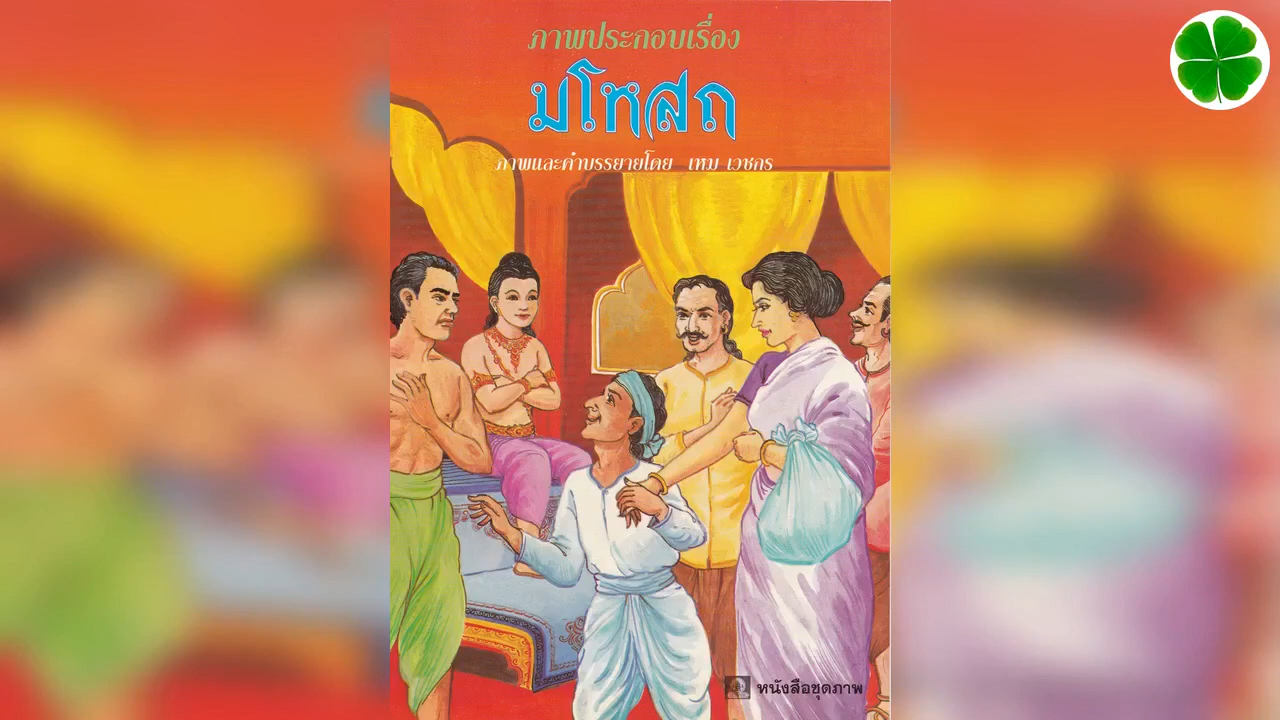 ภาพประกอบเรื่อง
มโหสถ
ภาพและคำบรรยายโดย เหม เวชกร
หนังสือชุดภาพ